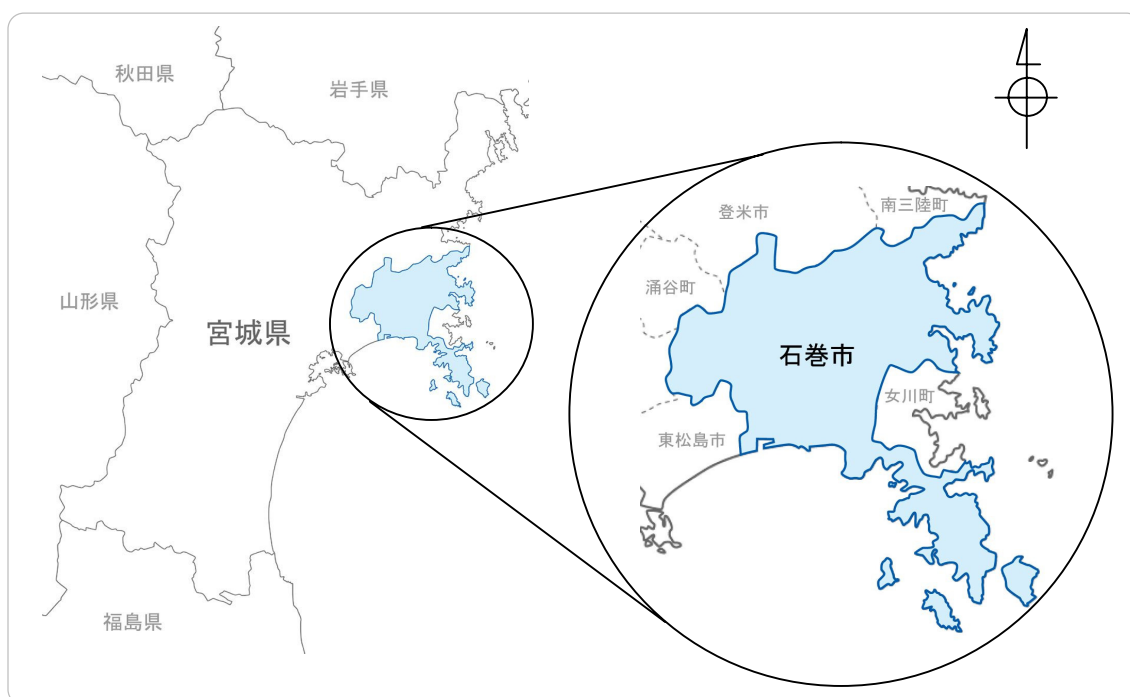 秋田県
岩手県
山形県
宮城県
福島県
登米市
南三陸町
涌谷町
石巻市
女川町
東松島市